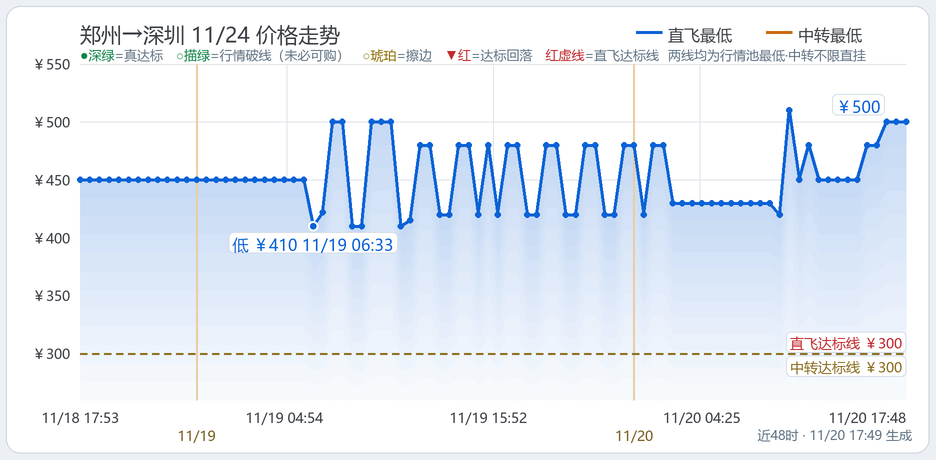 郑州→深圳 11/24 价格走势
直飞最低 中转最低
●深绿=真达标 ○描绿=行情破线（未必可购） ○琥珀=擦边 ▼红=达标回落 红虚线=直飞达标线 两线均为行情池最低·中转不限直挂
￥550
￥500
￥500
￥450
￥400
低 ￥410 11/19 06:33
￥350
直飞达标线 ￥300
￥300
中转达标线 ￥300
11/18 17:53 11/19 04:54 11/19 15:52 11/20 04:25 11/20 17:48
11/19 11/20 近48时 · 11/20 17:49 生成